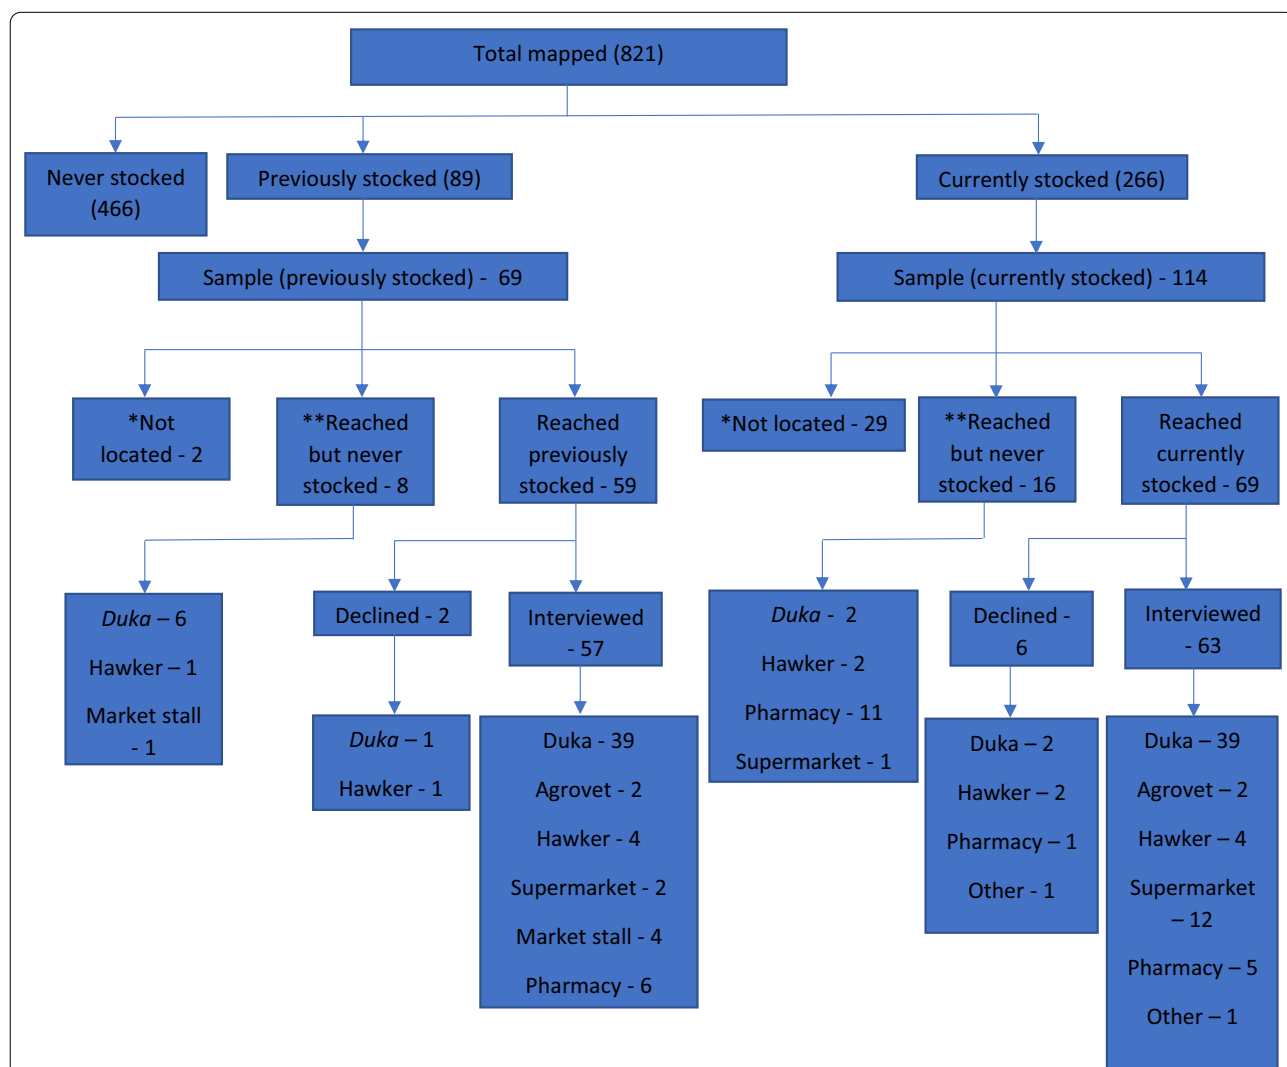 Total mapped (821)
Never stocked
(466)
Previously stocked (89)
Currently stocked (266)
Sample (previously stocked) - 69
Sample (currently stocked) - 114
*Not
located - 2
**Reached
but never
stocked - 8
Reached
previously
stocked - 59
*Not located - 29
**Reached
but never
stocked - 16
Reached
currently
stocked - 69
Duka – 6
Hawker – 1
Market stall
- 1
Declined - 2
Interviewed
- 57
Duka - 2
Hawker - 2
Pharmacy - 11
Supermarket - 1
Declined -
6
Interviewed
- 63
Duka – 1
Hawker - 1
Duka - 39
Agrovet - 2
Hawker - 4
Supermarket - 2
Market stall - 4
Pharmacy - 6
Duka – 2
Hawker – 2
Pharmacy – 1
Other - 1
Duka – 39
Agrovet – 2
Hawker – 4
Supermarket
– 12
Pharmacy – 5
Other – 1